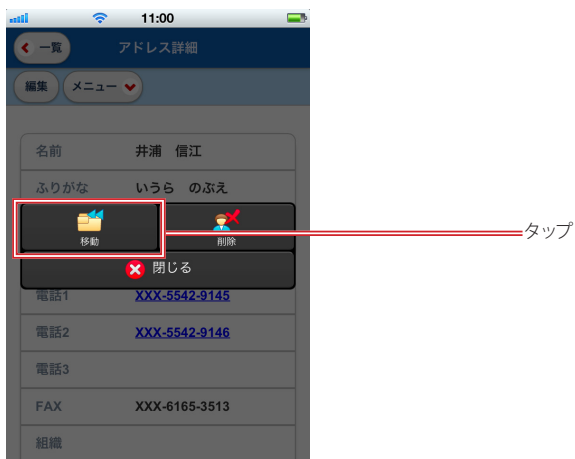 11:00
一覧 アドレス詳細
編集 メニュー
名前 井浦 信江
ふりがな いうら のぶえ
移動 削除 タップ
閉じる
電話1 XXX-5542-9145
電話2 XXX-5542-9146
電話3
FAX XXX-6165-3513
組織